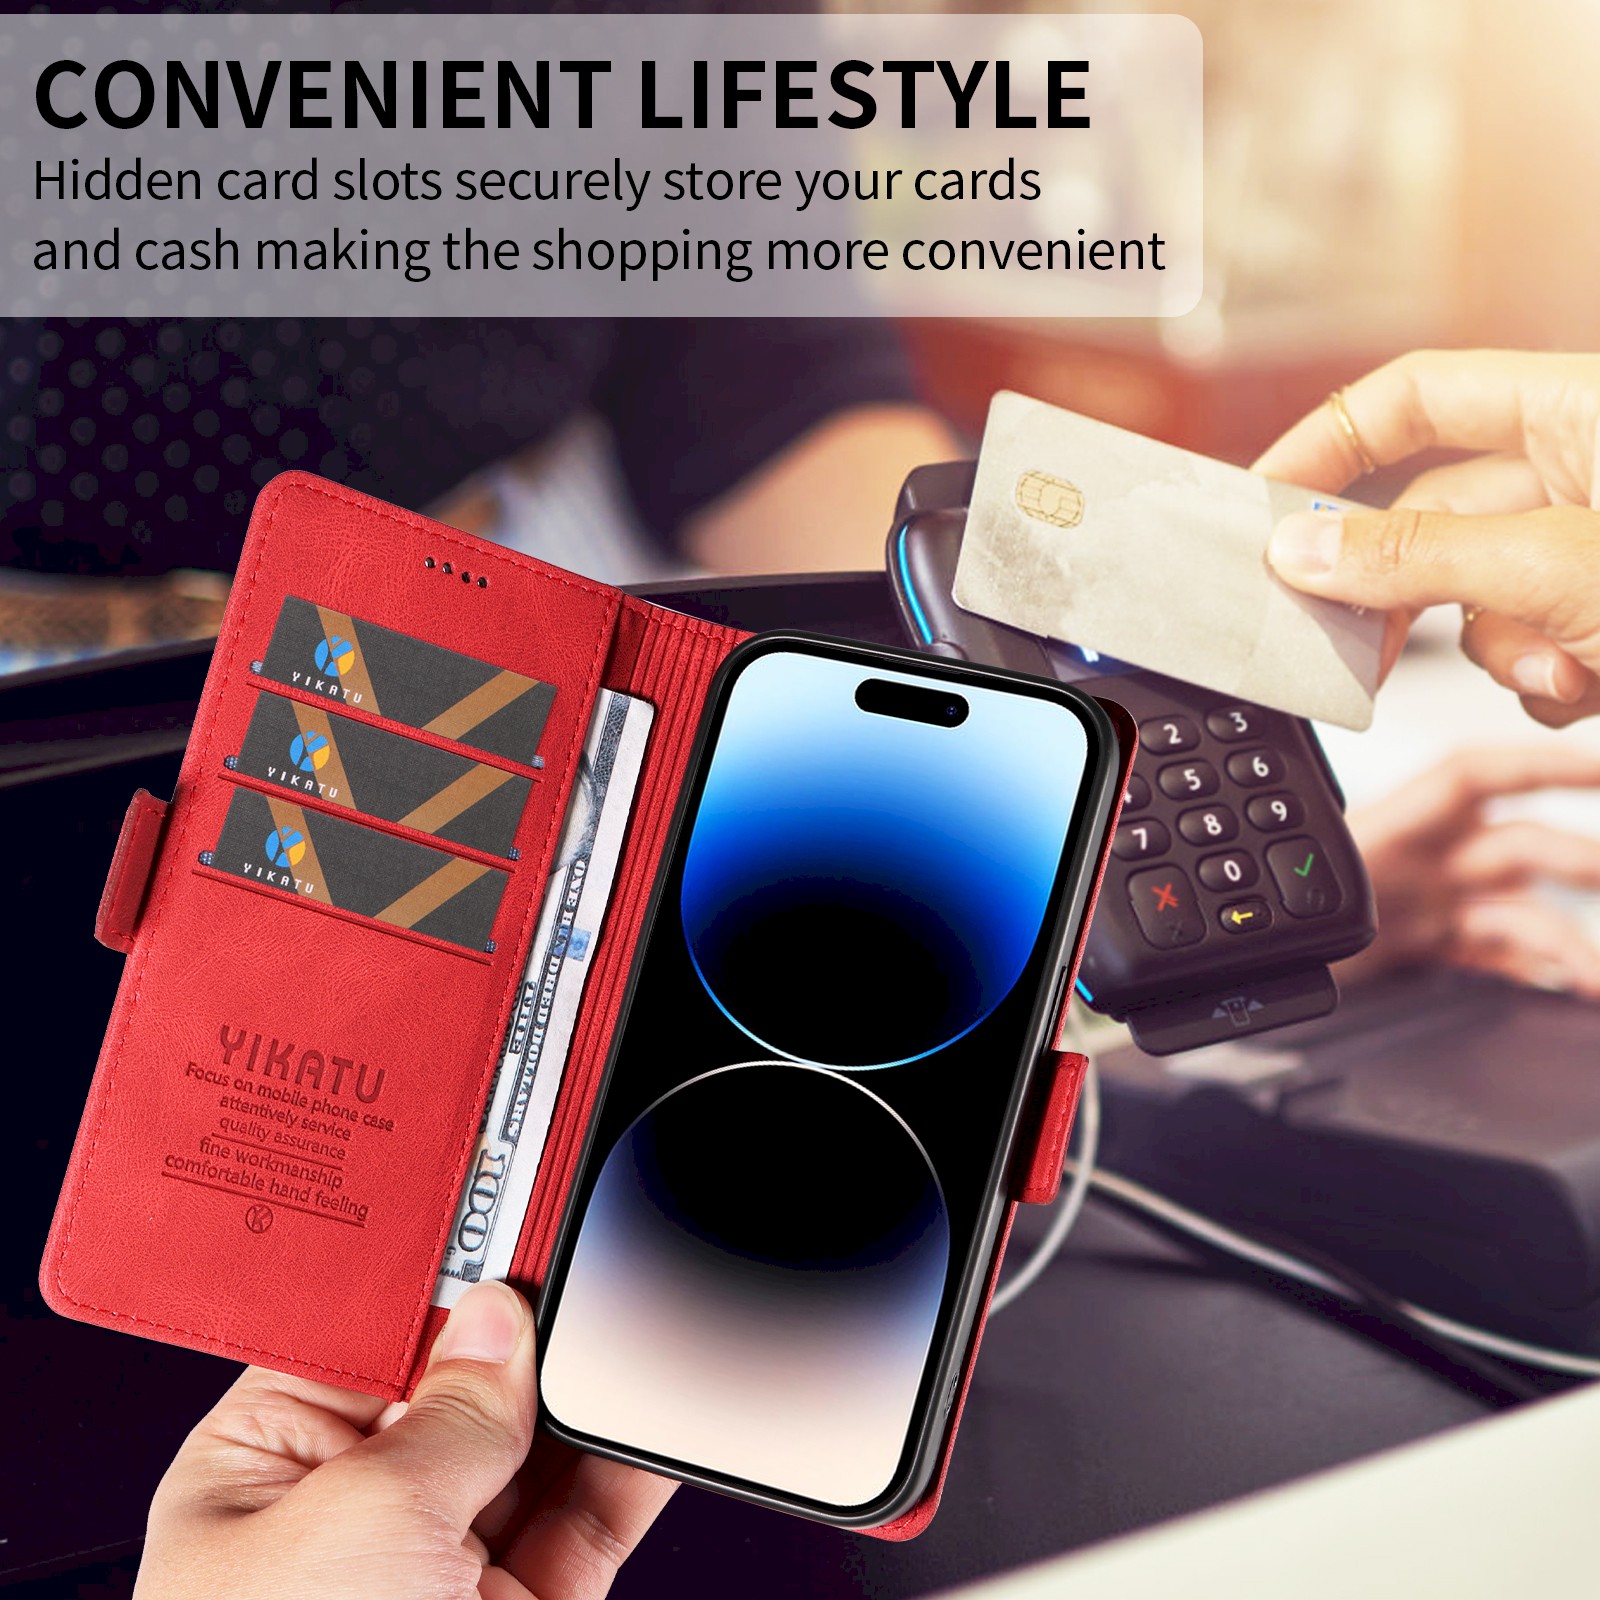 CONVENIENT LIFESTYLE
Hidden card slots securely store your cards
and cash making the shopping more convenient
YIKATU
YIKATU
YIKATU
YIKATU
Focus on mobile phone case
attentively service
quality assurance
fine workmanship
comfortable hand feeling
100
2
3
5
6
7
8
9
0